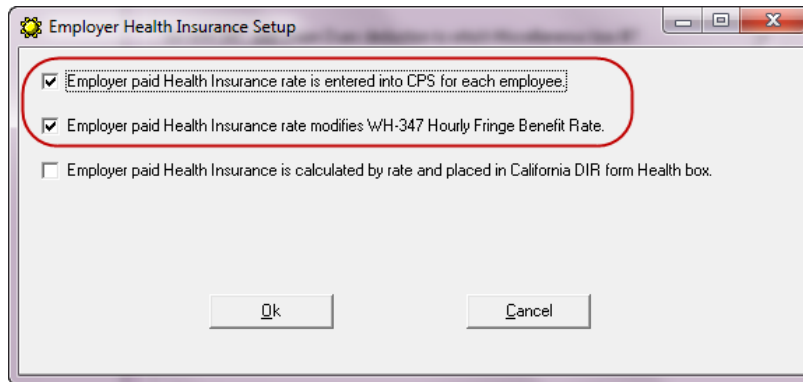 Employer Health Insurance Setup
Employer paid Health Insurance rate is entered into CPS for each employee.
Employer paid Health Insurance rate modifies WH-347 Hourly Fringe Benefit Rate.
Employer paid Health Insurance is calculated by rate and placed in California DIR form Health box.
Ok
Cancel